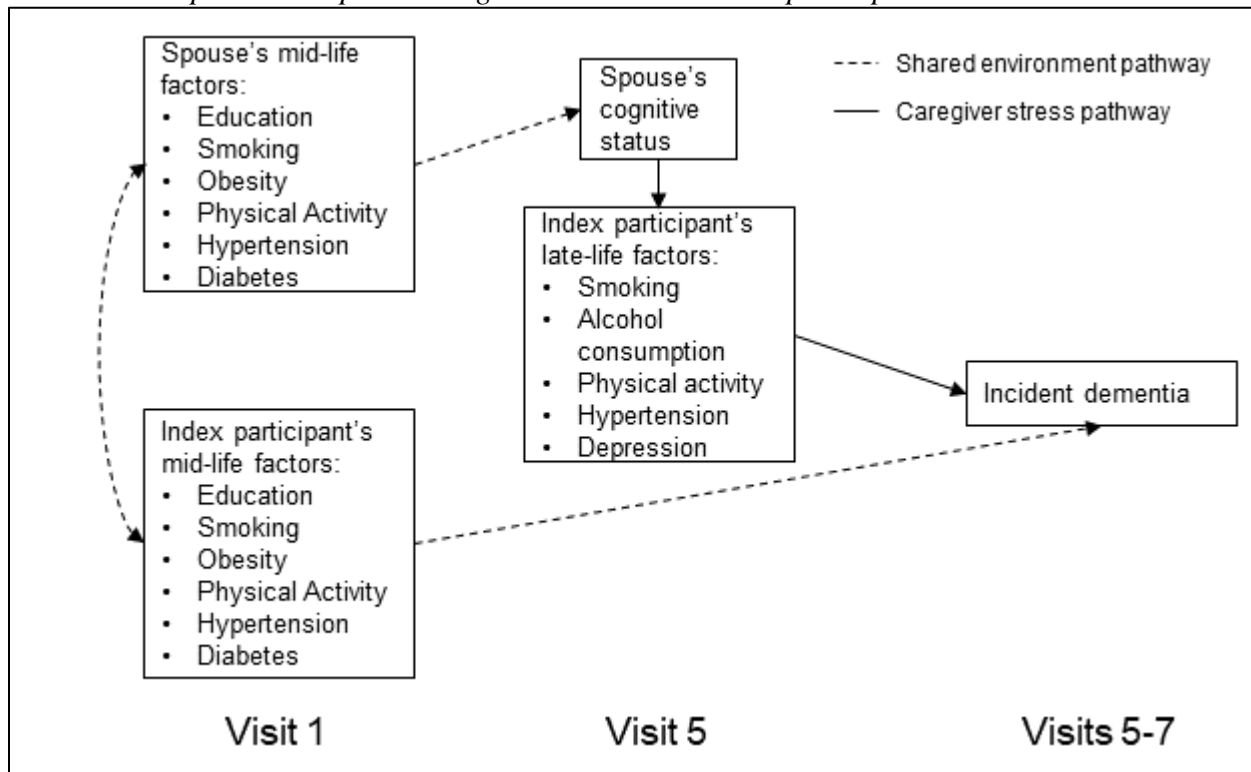 Spouse's mid-life
factors:
• Education
• Smoking
• Obesity
• Physical Activity
• Hypertension
• Diabetes
Spouse's
cognitive
status
Shared environment pathway
Caregiver stress pathway
Index participant's
late-life factors:
• Smoking
• Alcohol
consumption
• Physical activity
• Hypertension
• Depression
Incident dementia
Index participant's
mid-life factors:
• Education
• Smoking
• Obesity
• Physical Activity
• Hypertension
• Diabetes
Visit 1
Visit 5
Visits 5-7